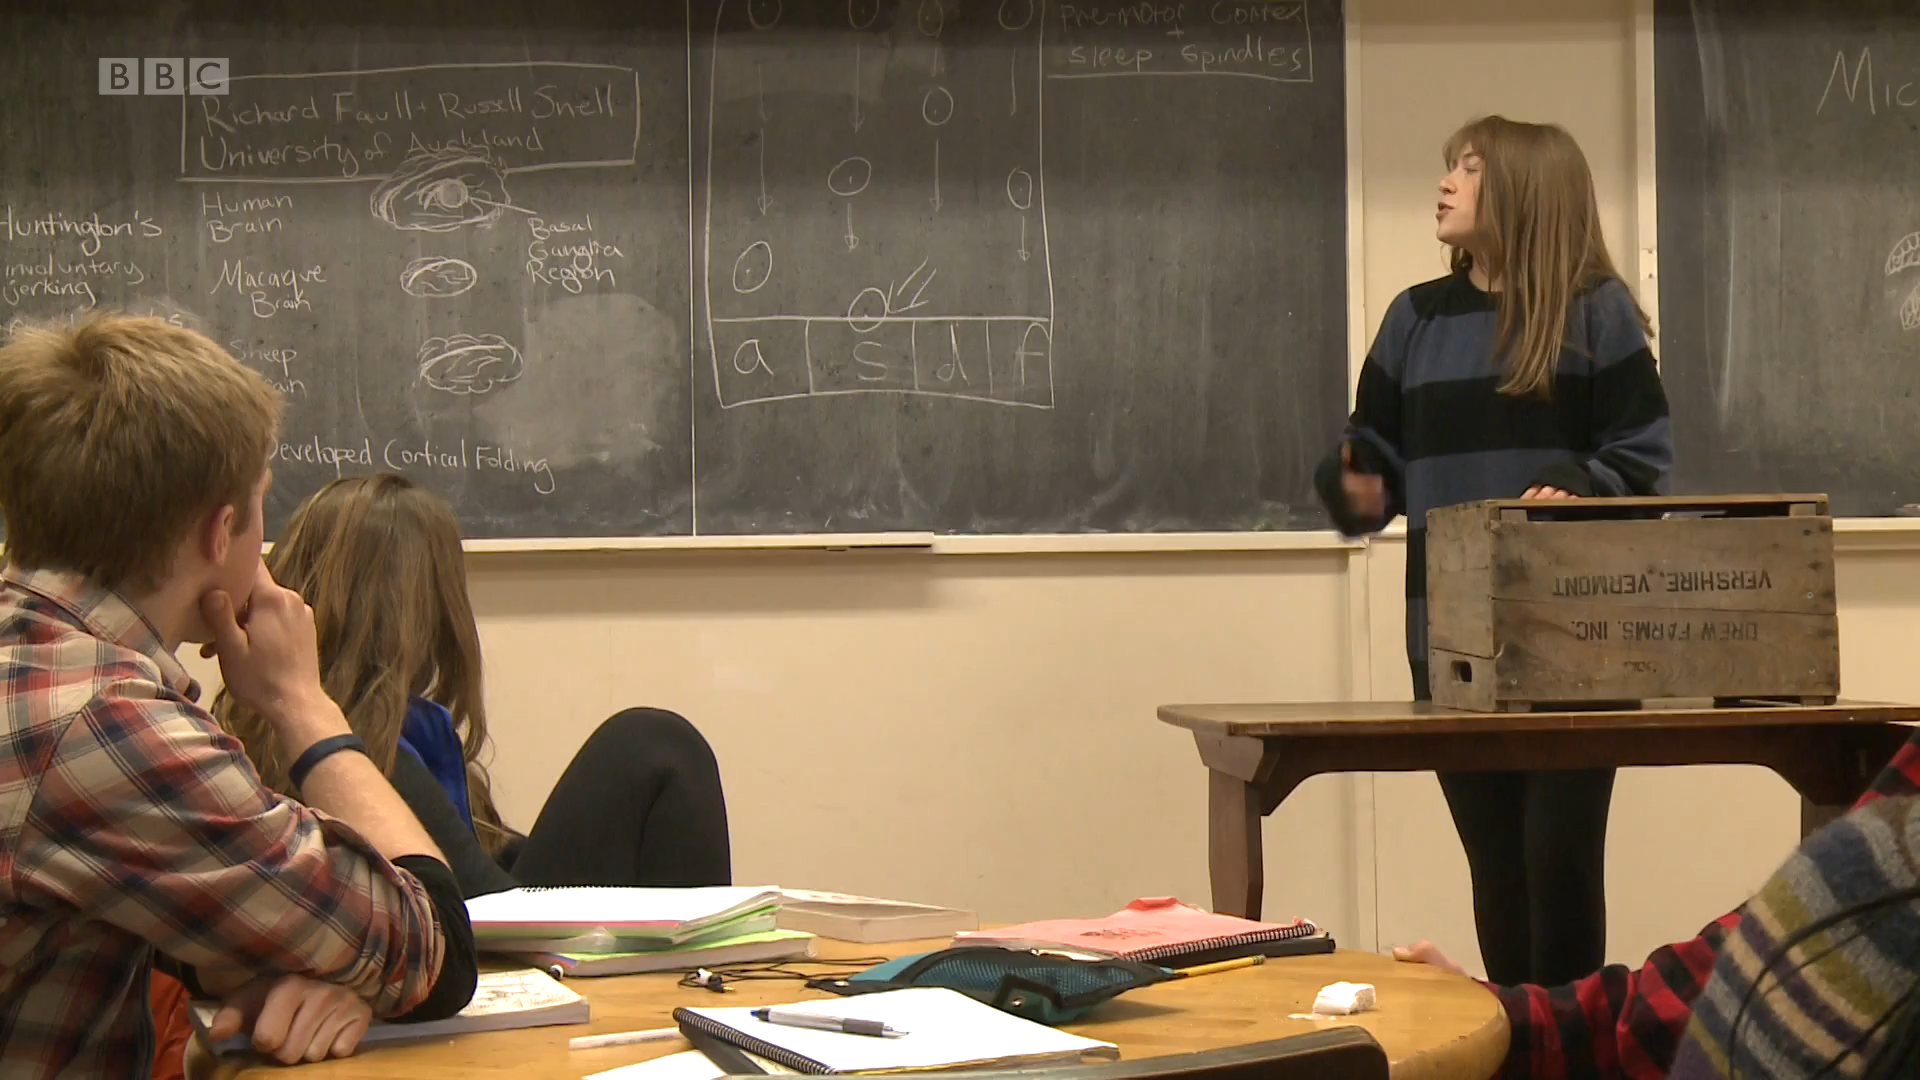 BBC
Richard Faull + Russell Snell
University of Auckland
Human
Brain
Basal
Ganglia
Region
Huntington's
involuntary
jerking
Macaque
Brain
Sheep
Developed Cortical Folding
a s d f
pre-motor Cortex
+
sleep spindles
VERSHIRE, VERMONT
DREW FARMS, INC.